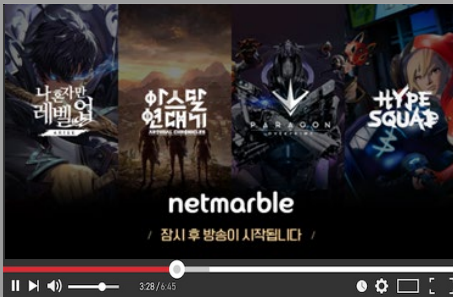 나 혼자만
레벨업
ARISE
아스달
연대기
ARTHDAL CHRONICLES
PARAGON
OVERPRIME
HYPE
SQUAD
netmarble
/ 잠시 후 방송이 시작됩니다 /
3:28/6:45